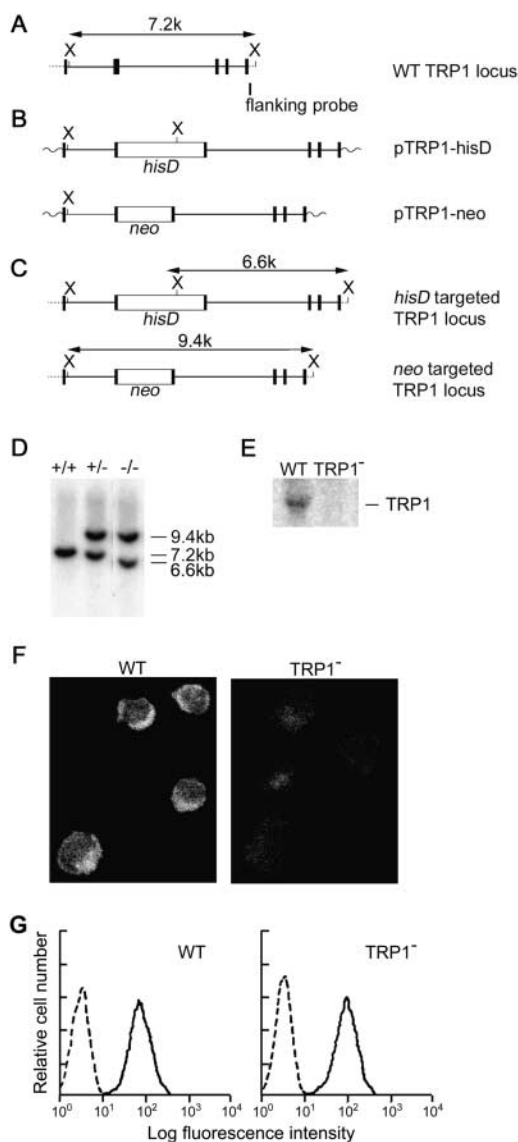 A
7.2k
X X
WT TRP1 locus
flanking probe
B
X X
hisD
pTRP1-hisD
X
neo
pTRP1-neo
C
6.6k
X X X
hisD
hisD targeted
TRP1 locus
9.4k
X X
neo
neo targeted
TRP1 locus
D
+/+ +/- -/-
9.4kb
7.2kb
6.6kb
E
WT TRP1-
TRP1
F
WT TRP1-
G
Relative cell number
WT TRP1-
10⁰ 10¹ 10² 10³ 10⁴ 10⁰ 10¹ 10² 10³ 10⁴
Log fluorescence intensity